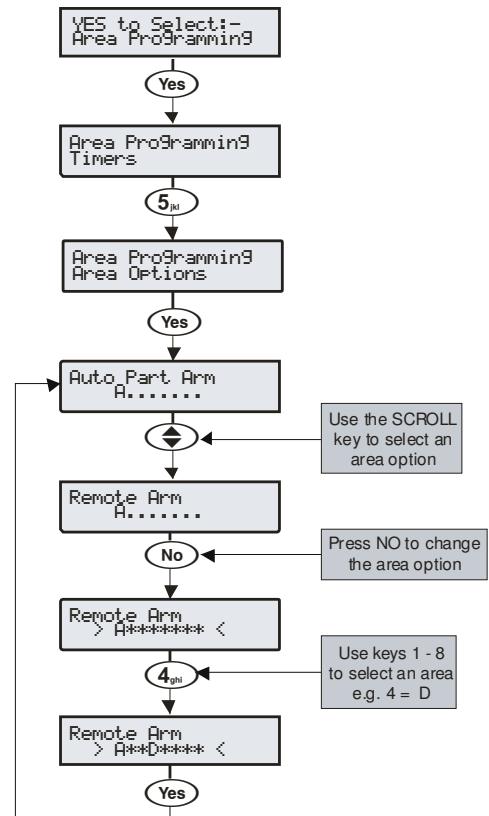 YES to Select:-
Area Programming
Yes
Area Programming
Timers
5jkl
Area Programming
Area Options
Yes
Auto Part Arm
A.......
Use the SCROLL
key to select an
area option
Remote Arm
A.......
No
Press NO to change
the area option
Remote Arm
> A******* <
4ghi
Use keys 1 - 8
to select an area
e.g. 4 = D
Remote Arm
> A**D**** <
Yes